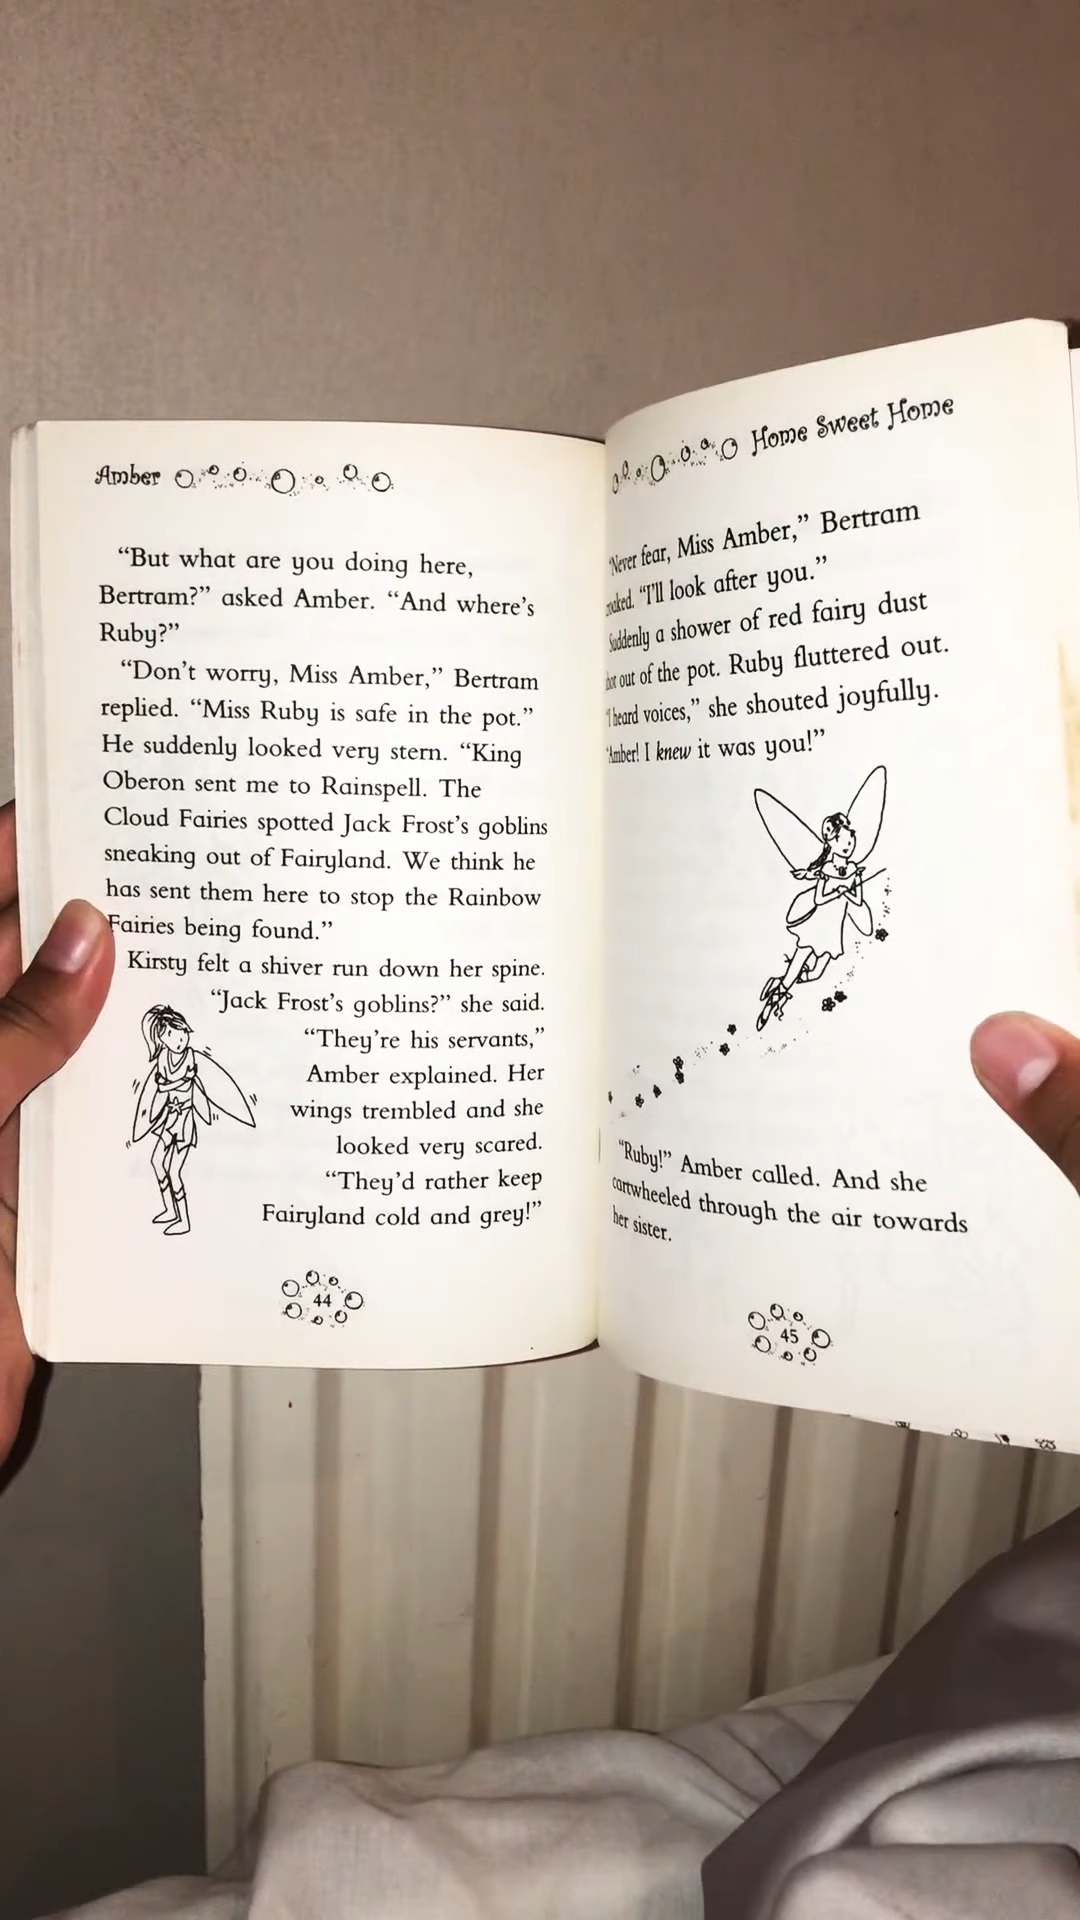 Amber
“But what are you doing here,
Bertram?” asked Amber. “And where’s
Ruby?”
“Don’t worry, Miss Amber,” Bertram
replied. “Miss Ruby is safe in the pot.”
He suddenly looked very stern. “King
Oberon sent me to Rainspell. The
Cloud Fairies spotted Jack Frost’s goblins
sneaking out of Fairyland. We think he
has sent them here to stop the Rainbow
Fairies being found.”
Kirsty felt a shiver run down her spine.
“Jack Frost’s goblins?” she said.
“They’re his servants,”
Amber explained. Her
wings trembled and she
looked very scared.
“They’d rather keep
Fairyland cold and grey!”
44
Home Sweet Home
“Never fear, Miss Amber,” Bertram
“I’ll look after you.”
Suddenly a shower of red fairy dust
out of the pot. Ruby fluttered out.
“I heard voices,” she shouted joyfully.
“Amber! I knew it was you!”
“Ruby!” Amber called. And she
cartwheeled through the air towards
her sister.
45